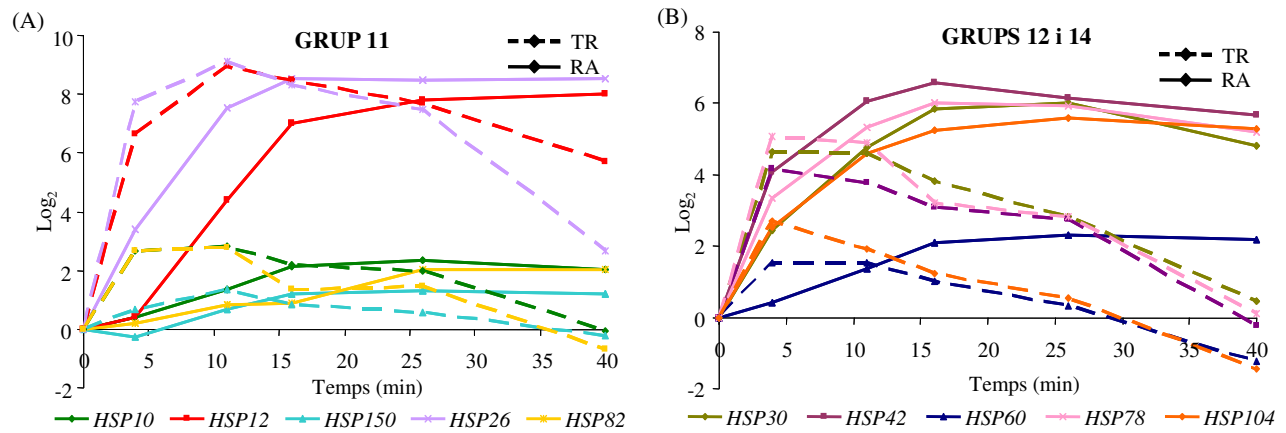 (A)
GRUP 11
TR
RA
Log2
10
8
6
4
2
0
-2
0
5
10
15
20
25
30
35
40
Temps (min)
HSP10 HSP12 HSP150 HSP26 HSP82
(B)
GRUPS 12 i 14
TR
RA
Log2
8
6
4
2
0
-2
0
5
10
15
20
25
30
35
40
Temps (min)
HSP30 HSP42 HSP60 HSP78 HSP104